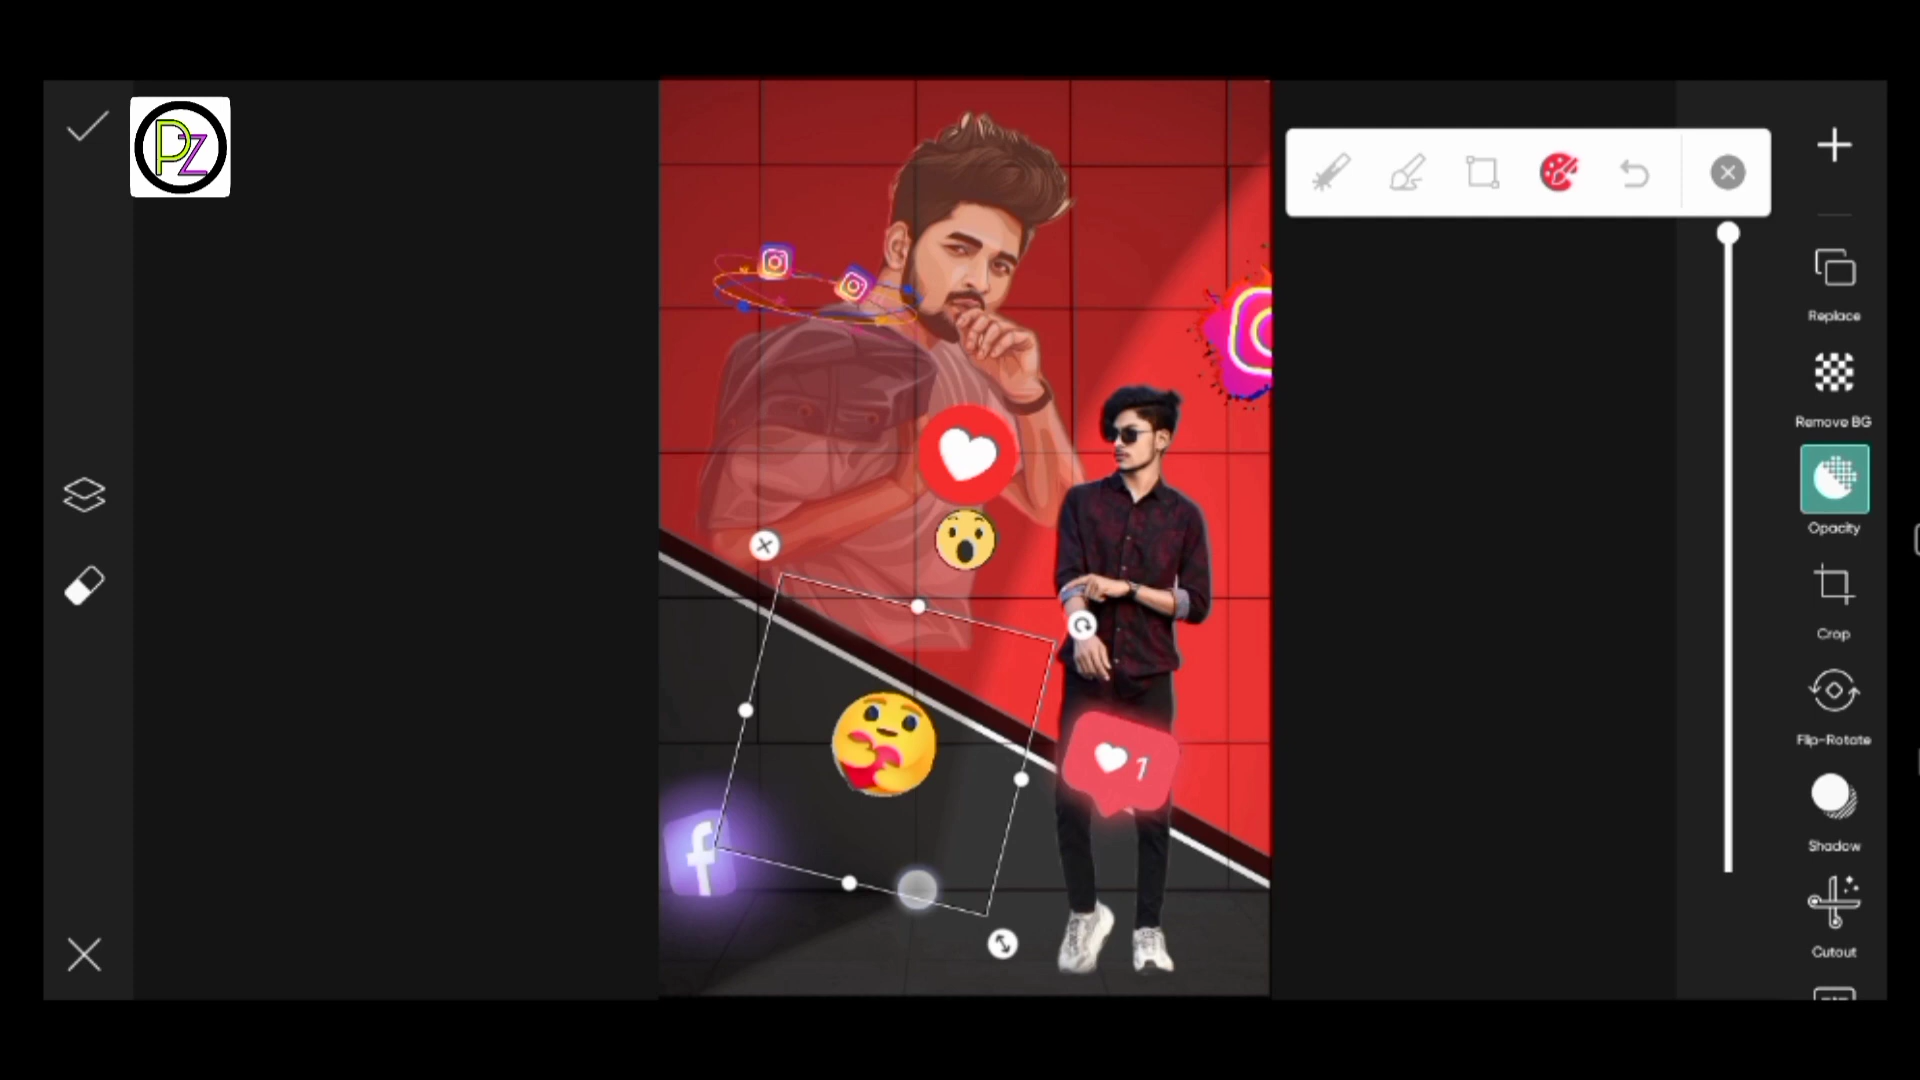 PZ
Replace
Remove BG
Opacity
Crop
Flip-Rotate
Shadow
Cutout
f
1